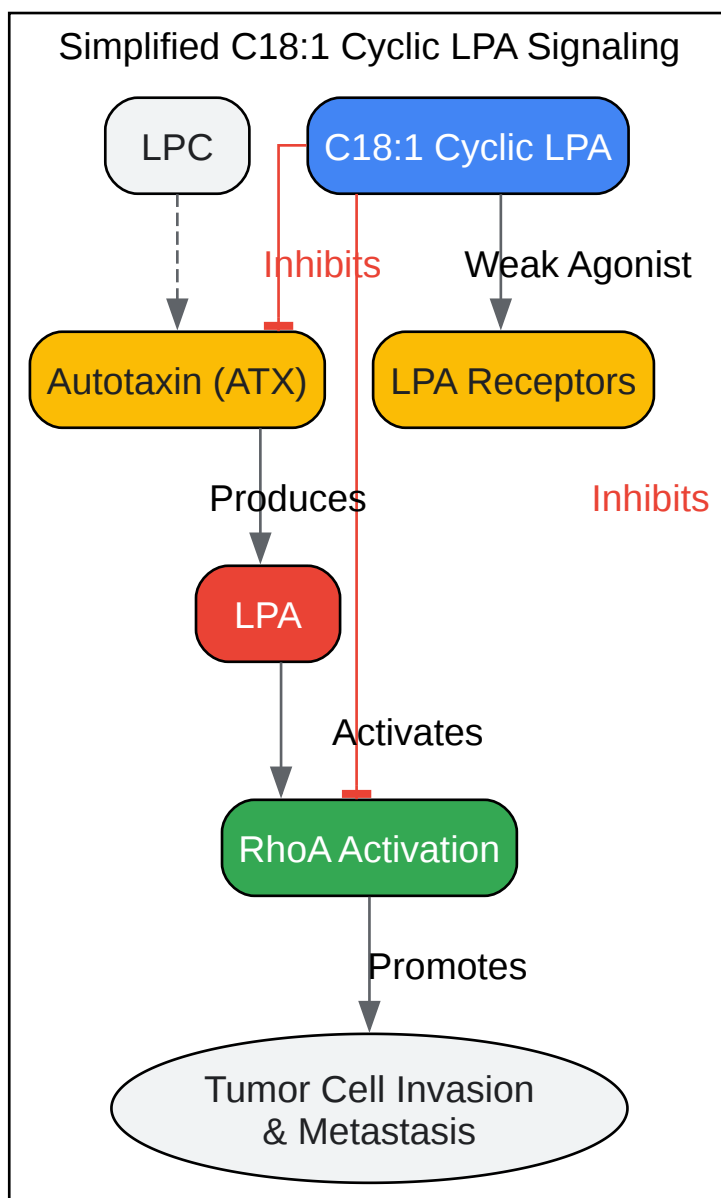 Simplified C18:1 Cyclic LPA Signaling
LPC
C18:1 Cyclic LPA
Inhibits
Weak Agonist
Autotaxin (ATX)
LPA Receptors
Produces
Inhibits
LPA
Activates
RhoA Activation
Promotes
Tumor Cell Invasion
& Metastasis